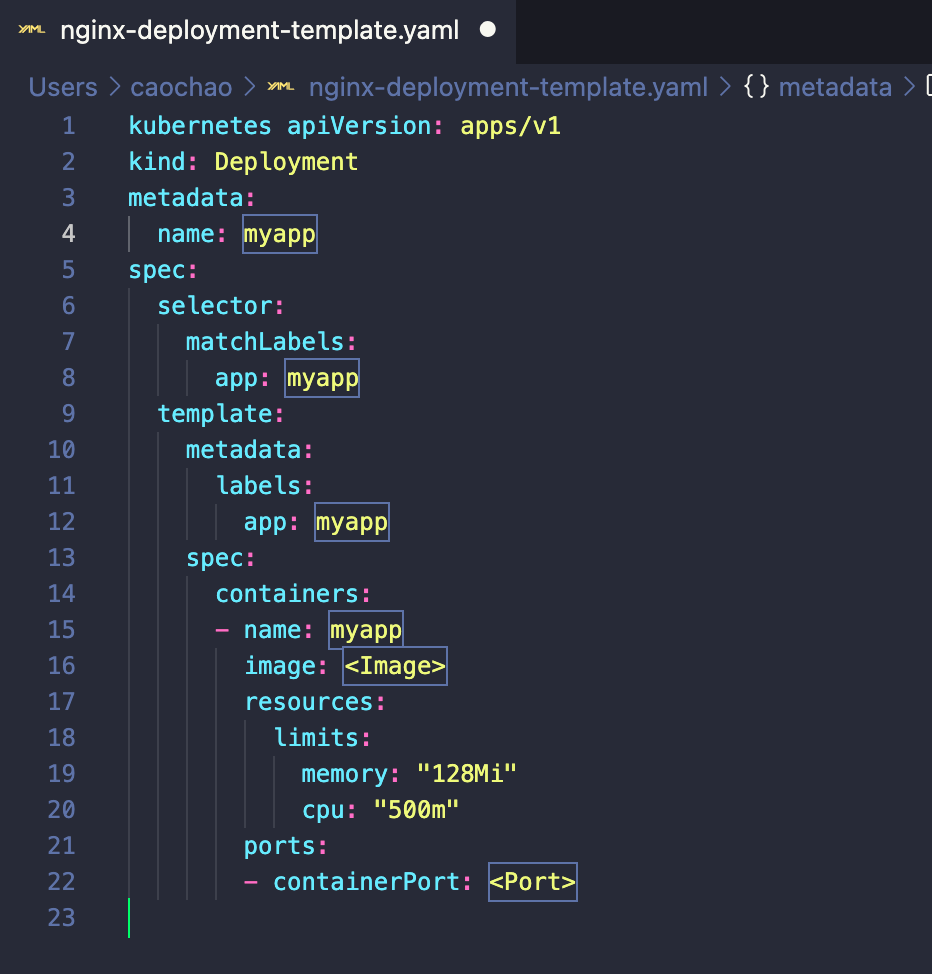 YAML nginx-deployment-template.yaml
Users > caochao > YAML nginx-deployment-template.yaml > {} metadata >
1 kubernetes apiVersion: apps/v1
2 kind: Deployment
3 metadata:
4 name: myapp
5 spec:
6 selector:
7 matchLabels:
8 app: myapp
9 template:
10 metadata:
11 labels:
12 app: myapp
13 spec:
14 containers:
15 - name: myapp
16 image: <Image>
17 resources:
18 limits:
19 memory: "128Mi"
20 cpu: "500m"
21 ports:
22 - containerPort: <Port>
23